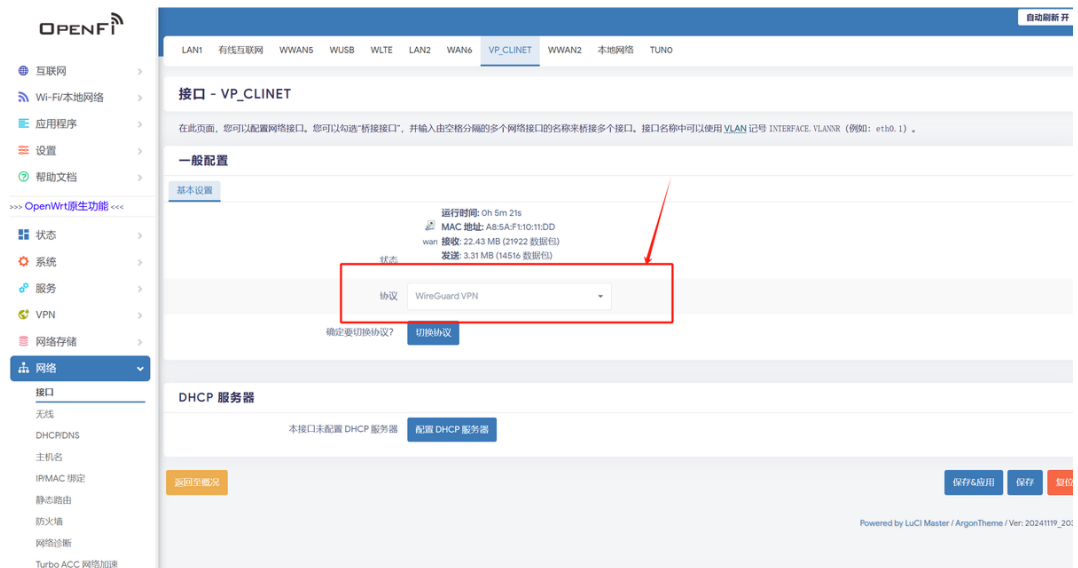 OPENFi
自动刷新 开
LAN1 有线互联网 WWAN5 WUSB WLTE LAN2 WAN6 VP_CLINET WWAN2 本地网络 TUN0
互联网
Wi-Fi/本地网络
应用程序
设置
帮助文档
>>> OpenWrt原生功能 <<<
状态
系统
服务
VPN
网络存储
网络
接口
无线
DHCP/DNS
主机名
IP/MAC 绑定
静态路由
防火墙
网络诊断
Turbo ACC 网络加速
接口 - VP_CLINET
在此页面，您可以配置网络接口。您可以勾选“桥接接口”，并输入由空格分隔的多个网络接口的名称来桥接多个接口。接口名称中可以使用 VLAN 记号 INTERFACE.VLANNR（例如：eth0.1）。
一般配置
基本设置
状态
wan
运行时间: 0h 5m 21s
MAC 地址: A8:5A:F1:10:11:DD
接收: 22.43 MB (21922 数据包)
发送: 3.31 MB (14516 数据包)
协议 WireGuard VPN
确定要切换协议? 切换协议
DHCP 服务器
本接口未配置 DHCP 服务器 配置 DHCP 服务器
返回至概况 保存&应用 保存 复位
Powered by LuCI Master / ArgonTheme / Ver: 20241119_203